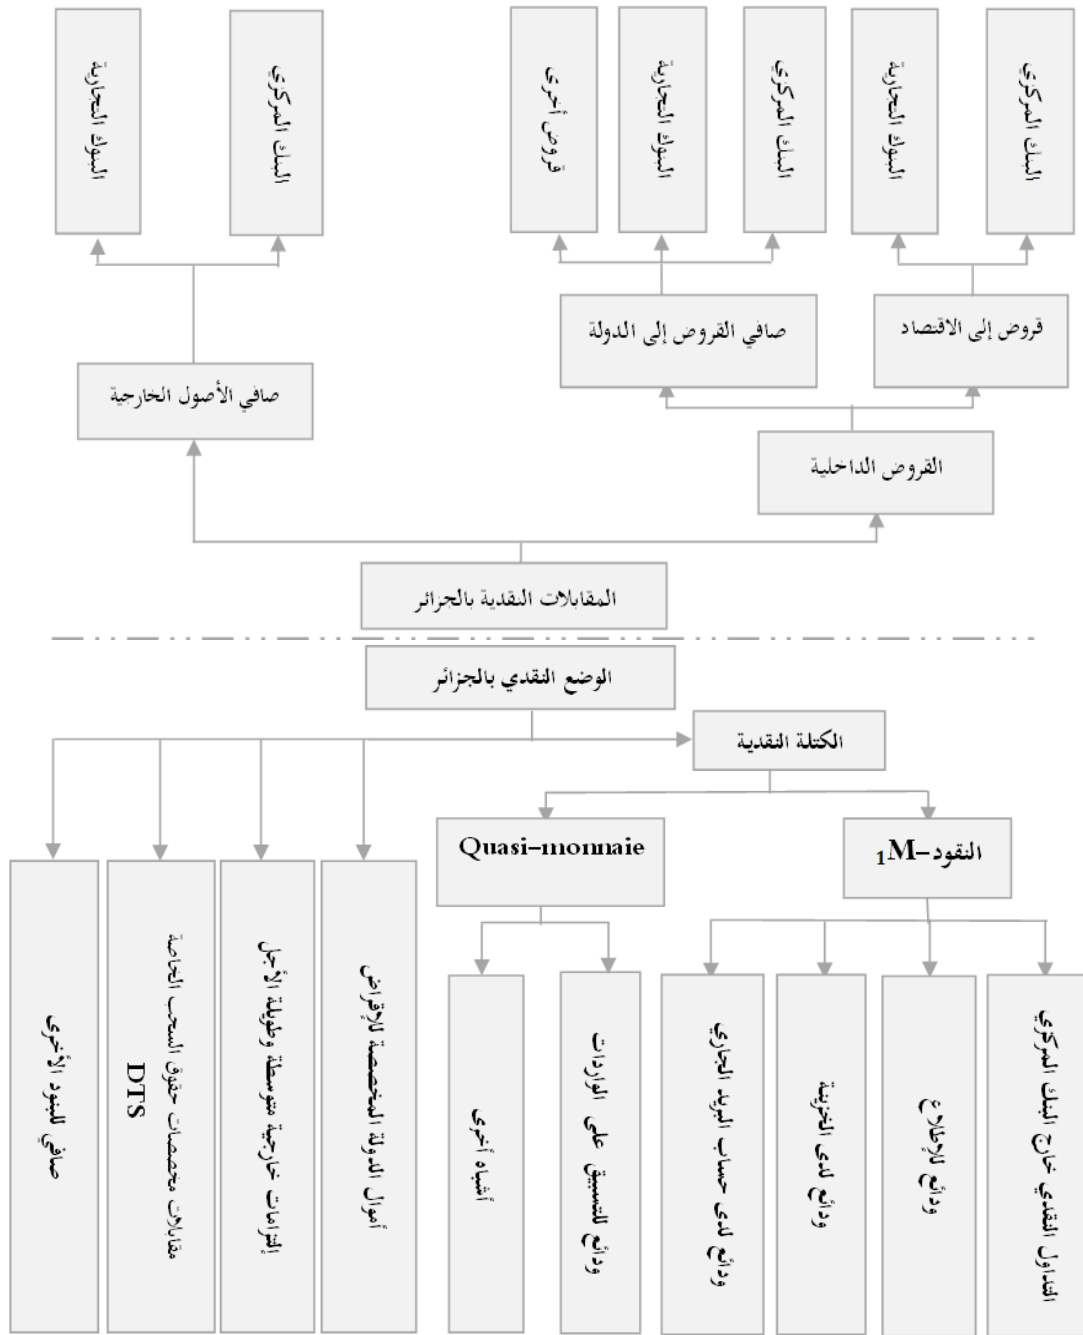 البنك المركزي
البنوك التجارية
البنك المركزي
البنوك التجارية
قروض أخرى
البنك المركزي
البنوك التجارية
قروض إلى الاقتصاد
صافي القروض إلى الدولة
صافي الأصول الخارجية
القروض الداخلية
المقابلات النقدية بالجزائر
الوضع النقدي بالجزائر
الكتلة النقدية
النقود-M1
Quasi-monnaie
التداول النقدي خارج البنك المركزي
ودائع للإطلاع
ودائع لدى الخزينة
ودائع لدى حساب البريد الجاري
ودائع للتسبيق على الواردات
أشباه أخرى
أموال الدولة المخصصة للإقراض
إلتزامات خارجية متوسطة وطويلة الأجل
مقابلات مخصصات حقوق السحب الخاصة
DTS
صافي للبنود الأخرى